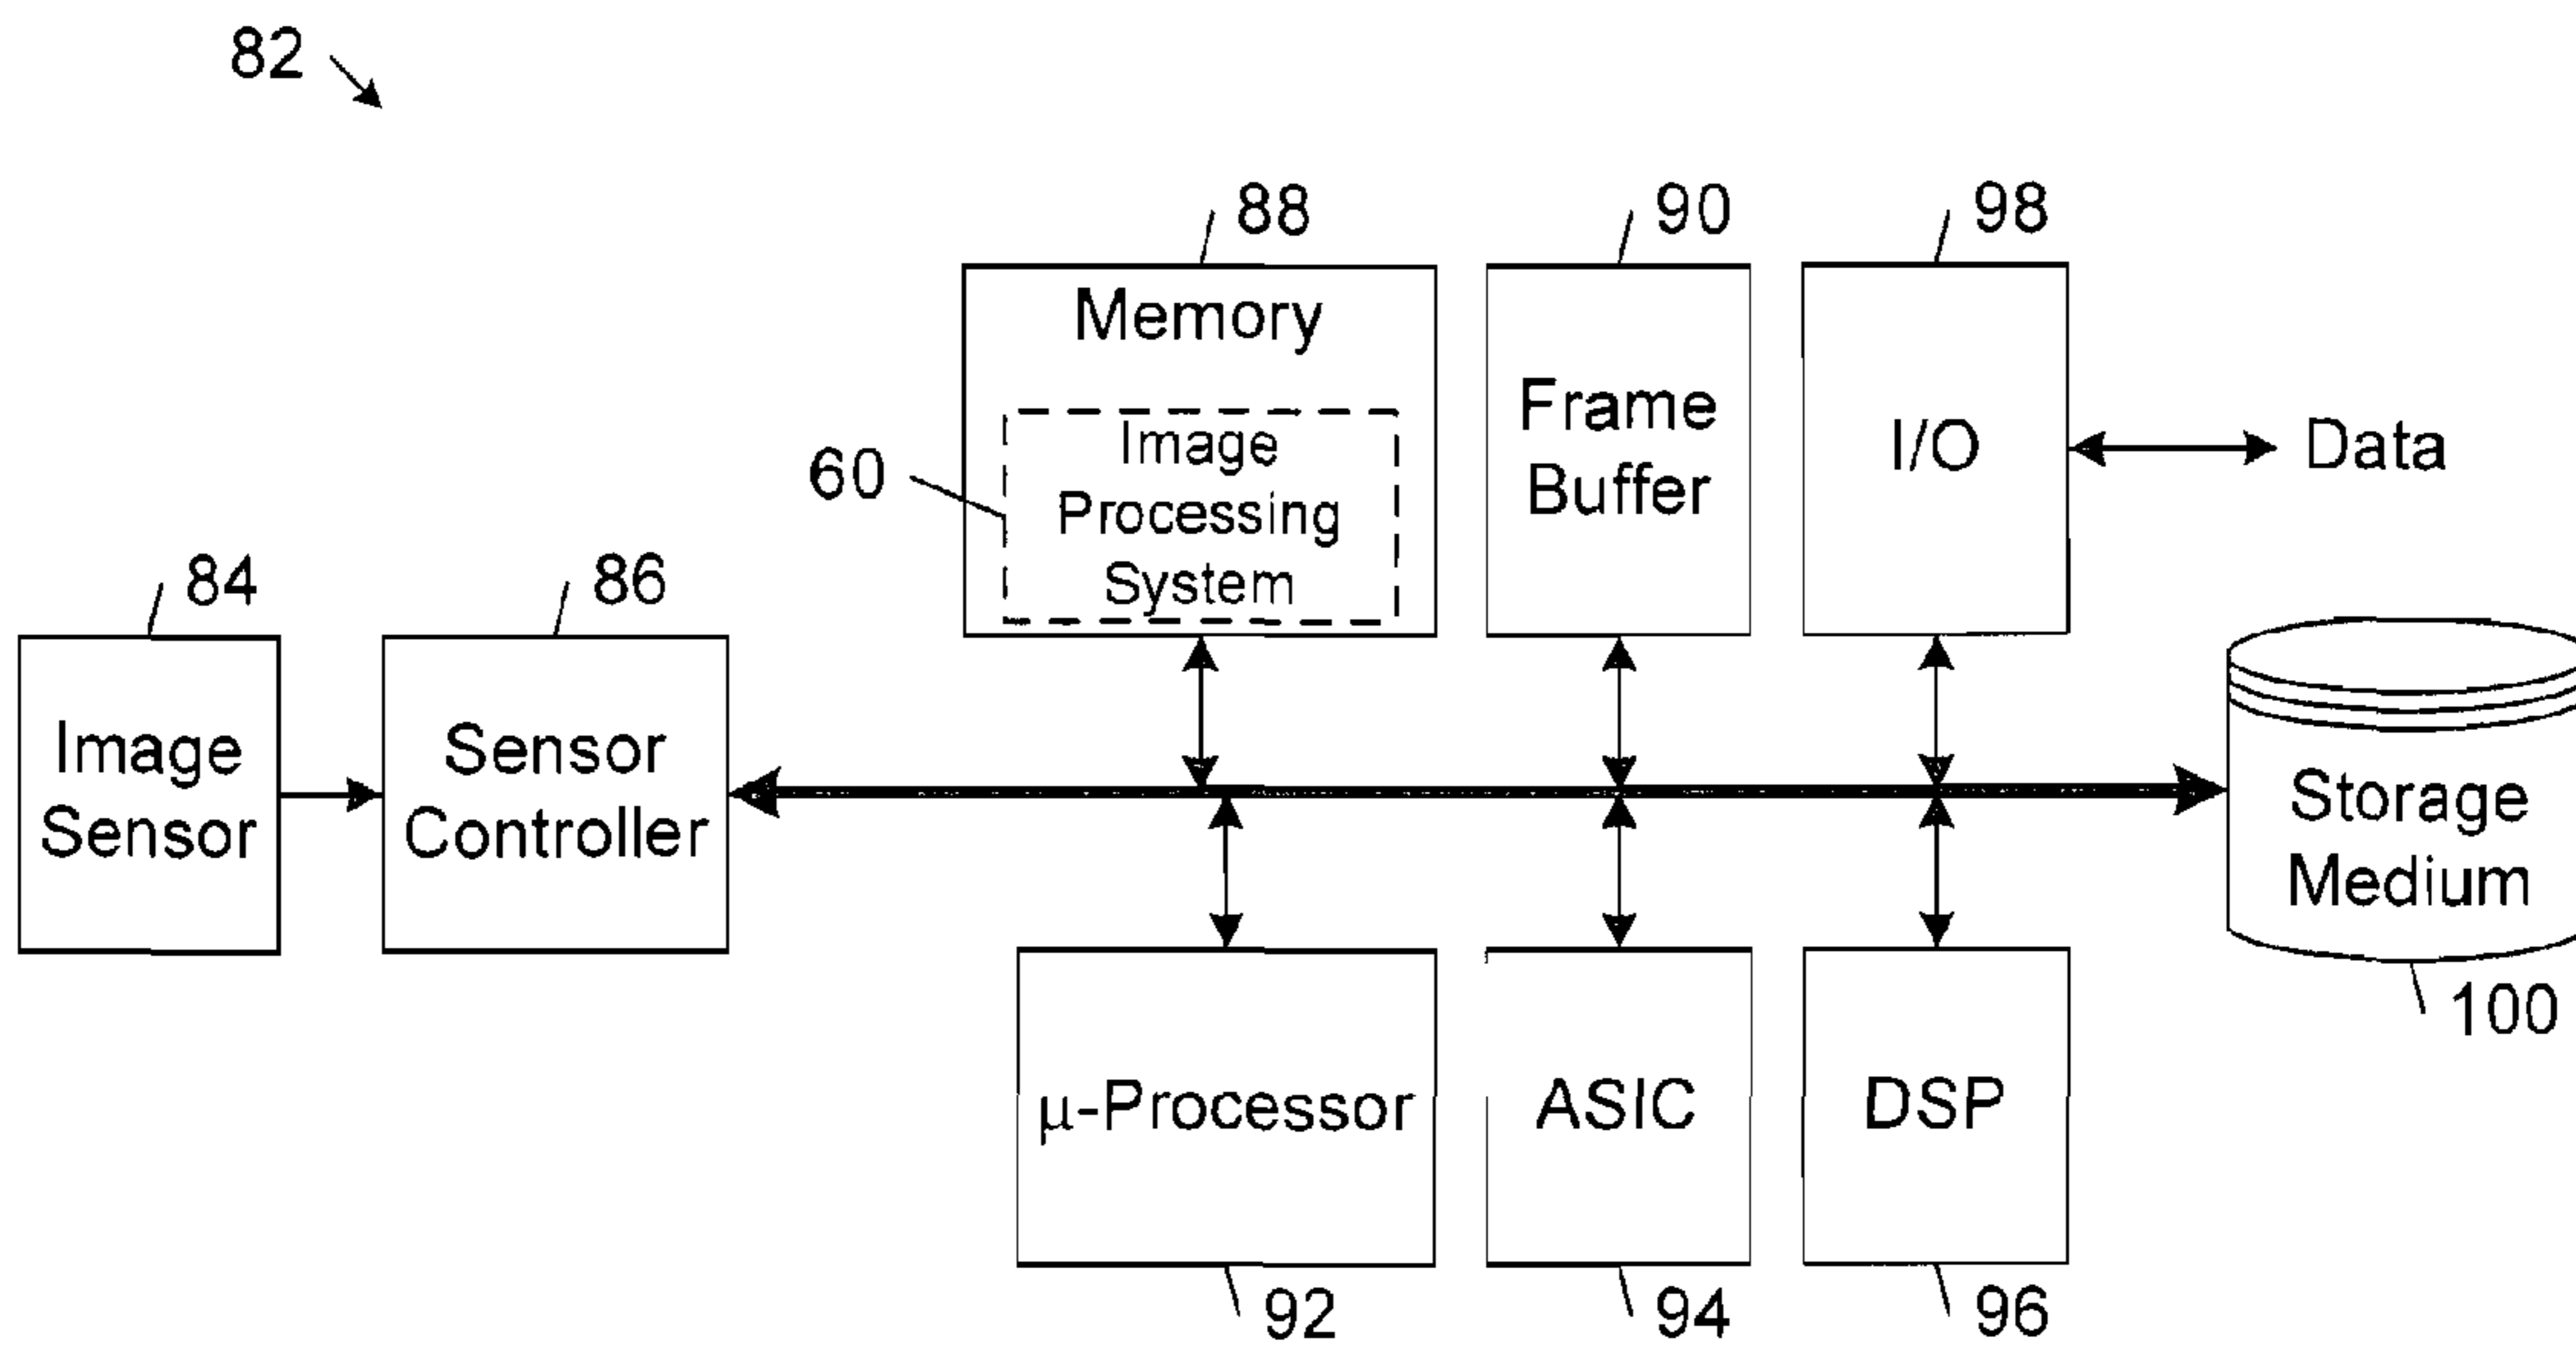 82
88
90
98
Memory
Frame
Buffer
I/O
Data
60
Image
Processing
System
84
86
Image
Sensor
Sensor
Controller
Storage
Medium
100
μ-Processor
ASIC
DSP
92
94
96